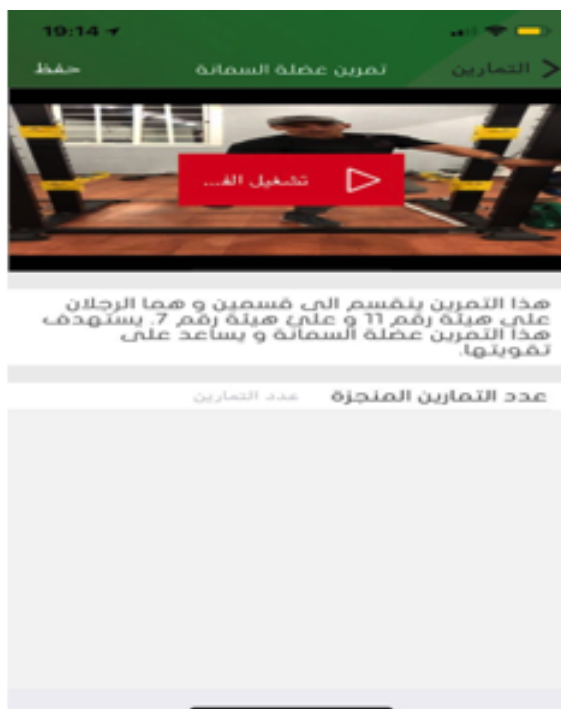 19:14
التمارين
تمرين عضلة السمانة
حفظ
تشغيل الف...
هذا التمرين ينقسم الى قسمين و هما الرجلان
على هيئة رقم 11 و على هيئة رقم 7. يستهدف
هذا التمرين عضلة السمانة و يساعد على
تقويتها.
عدد التمارين المنجزة عدد التمارين